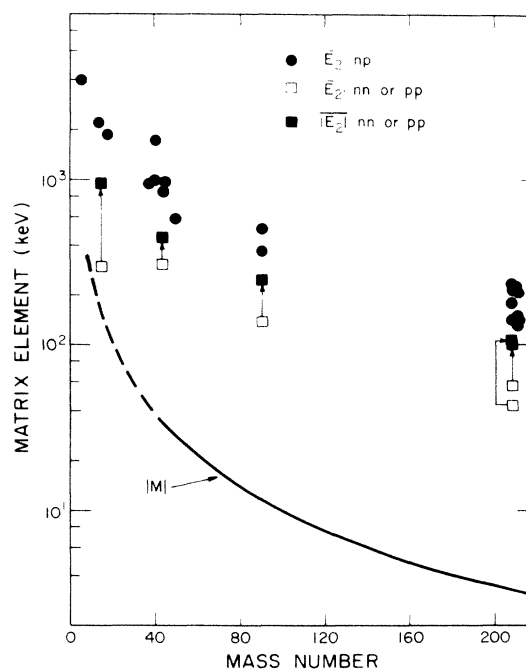 Ē₂ np
Ē₂ nn or pp
|E₂| nn or pp
MATRIX ELEMENT (keV)
10³
10²
10¹
|M|
0 40 80 120 160 200
MASS NUMBER